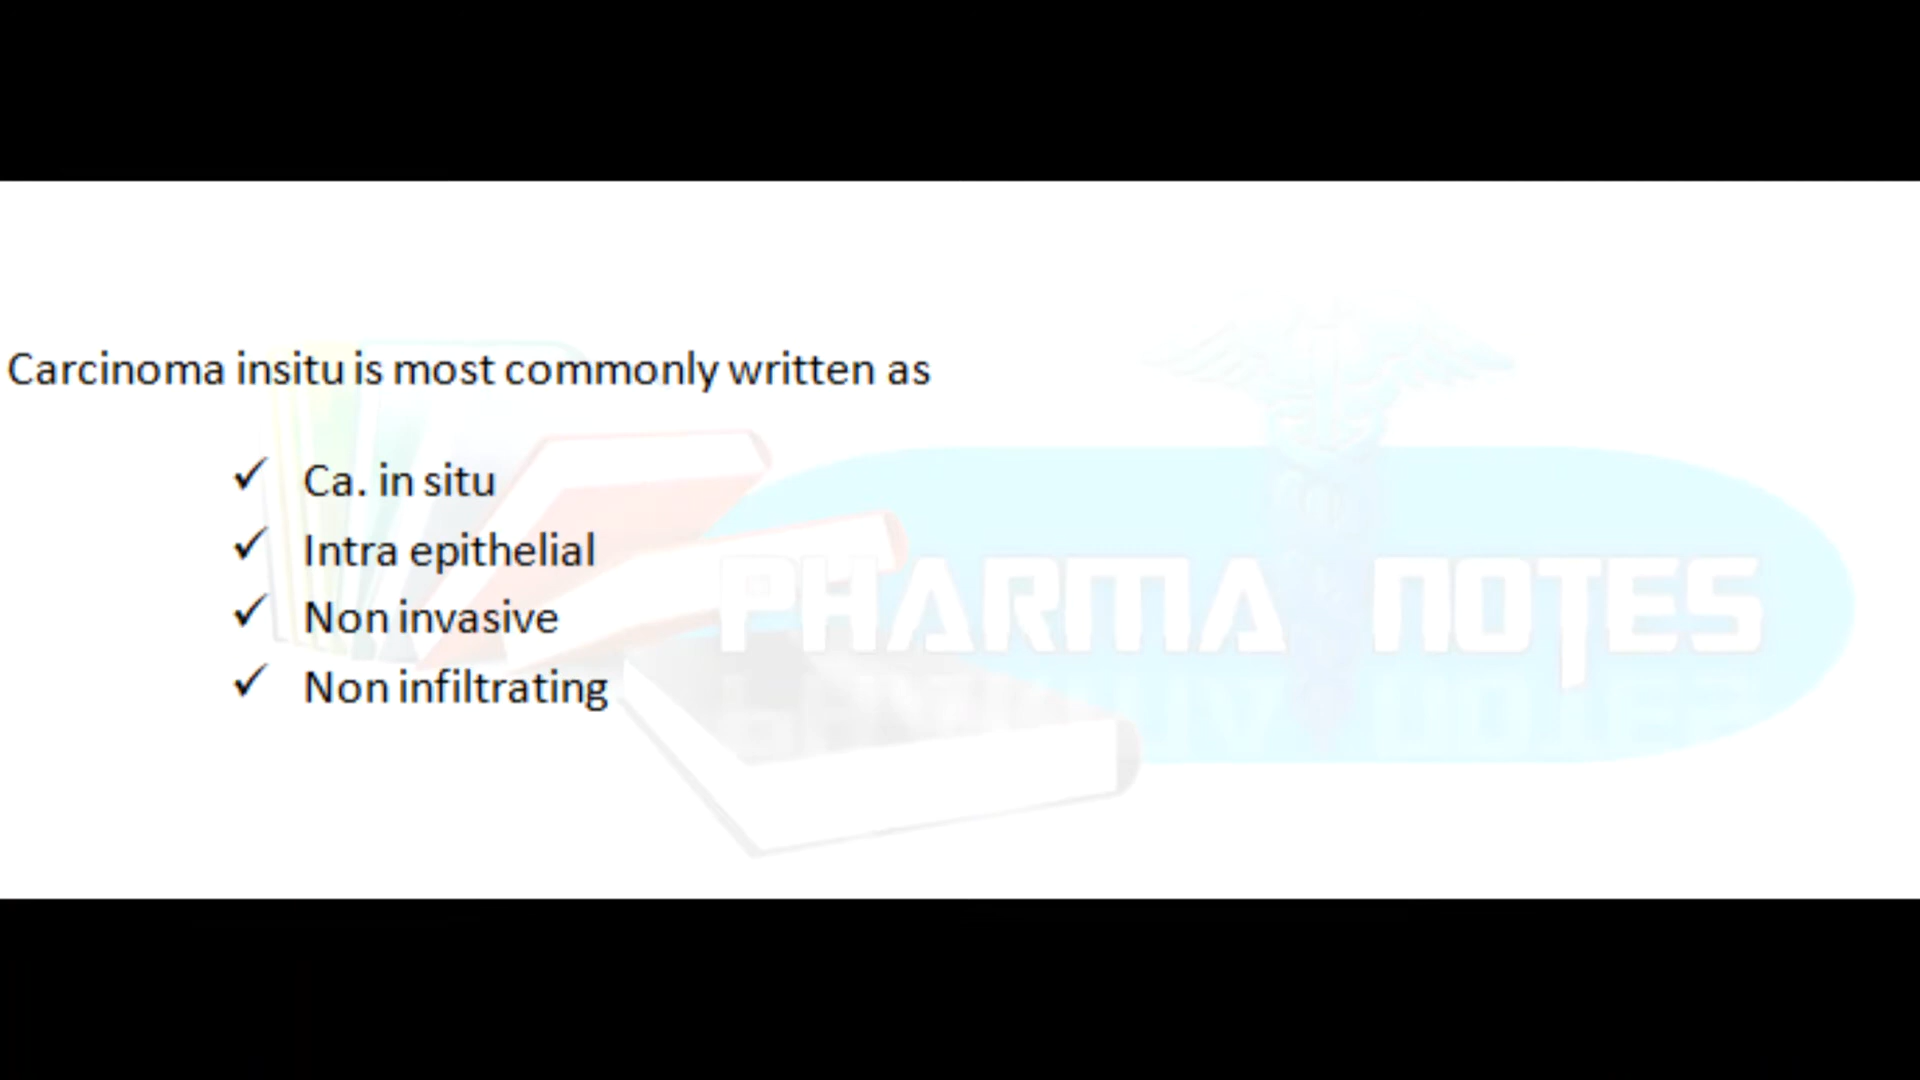 Carcinoma insitu is most commonly written as
✓ Ca. in situ
✓ Intra epithelial
✓ Non invasive
✓ Non infiltrating
PHARMA NOTES